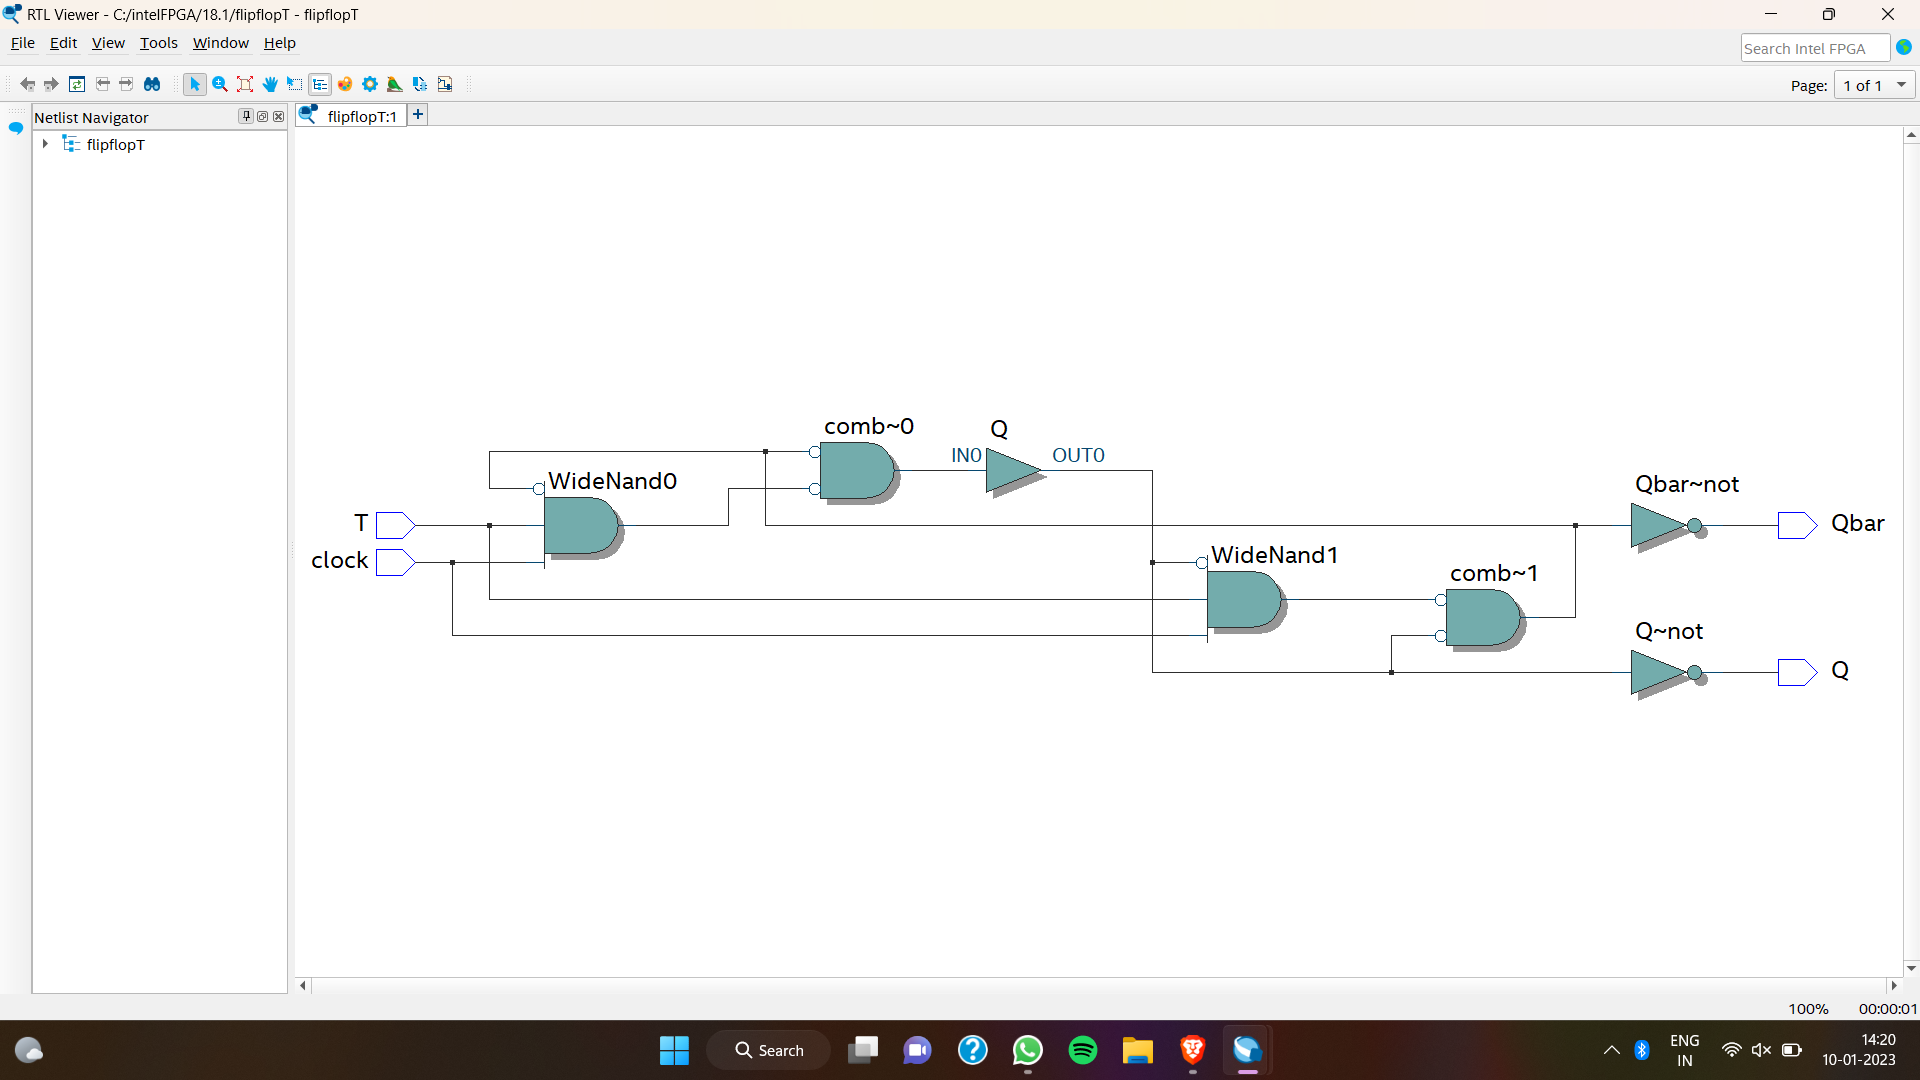 RTL Viewer - C:/intelFPGA/18.1/flipflopT - flipflopT
File Edit View Tools Window Help
Search Intel FPGA
Page: 1 of 1
Netlist Navigator
flipflopT:1 +
flipflopT
comb~0
Q
IN0
OUT0
WideNand0
Qbar~not
T
Qbar
clock
WideNand1
comb~1
Q~not
Q
100% 00:00:01
Search
ENG
IN
14:20
10-01-2023